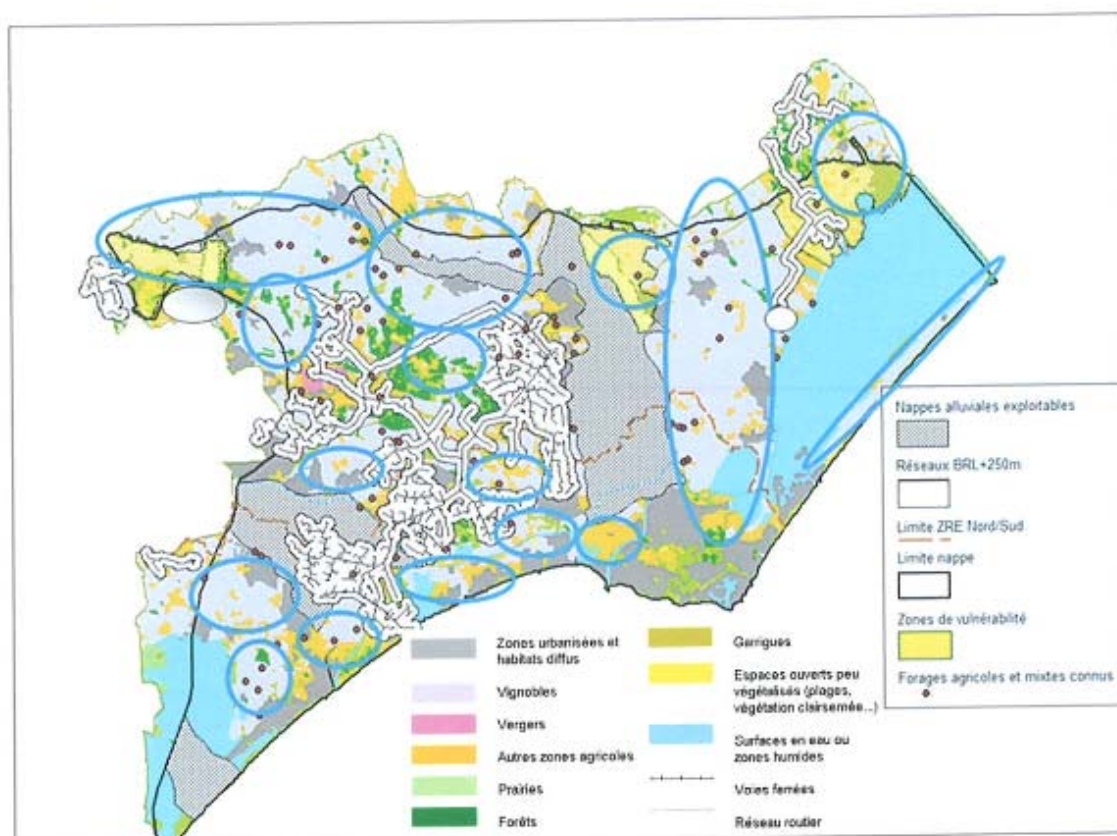 Nappes alluviales exploitables
Réseaux BRL+250m
Limite ZRE Nord/Sud
Limite nappe
Zones de vulnérabilité
Forages agricoles et mixtes connus
Zones urbanisées et
habitats diffus
Vignobles
Vergers
Autres zones agricoles
Prairies
Forêts
Garrigues
Espaces ouverts peu
végétalisés (plages,
végétation clairsemée...)
Surfaces en eau ou
zones humides
Voies ferrées
Réseau routier